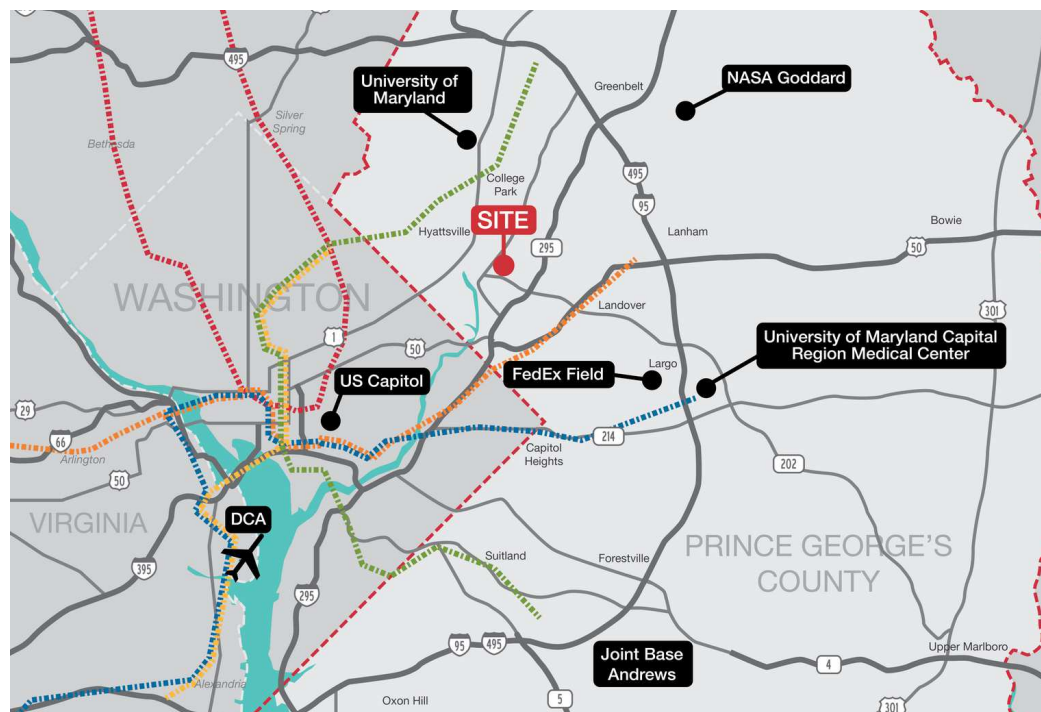 495
University of
Maryland
NASA Goddard
Greenbelt
Silver
Spring
Bethesda
495
95
College
Park
SITE
Hyattsville
295
Lanham
Bowie
50
WASHINGTON
Landover
301
1
50
University of Maryland Capital
Region Medical Center
US Capitol
FedEx Field
Largo
29
66
Arlington
214
Capitol
Heights
202
50
VIRGINIA
DCA
Suitland
Forestville
PRINCE GEORGE'S
COUNTY
395
295
95
495
Joint Base
Andrews
Upper Marlboro
4
Alexandria
Oxon Hill
5
301